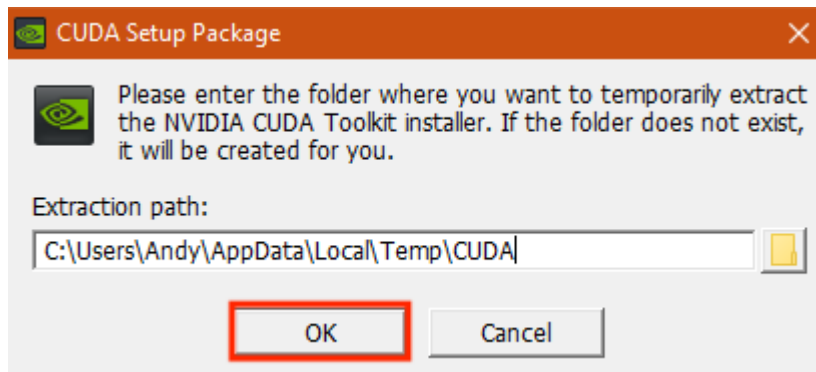 CUDA Setup Package
Please enter the folder where you want to temporarily extract
the NVIDIA CUDA Toolkit installer. If the folder does not exist,
it will be created for you.
Extraction path:
C:\Users\Andy\AppData\Local\Temp\CUDA
OK Cancel